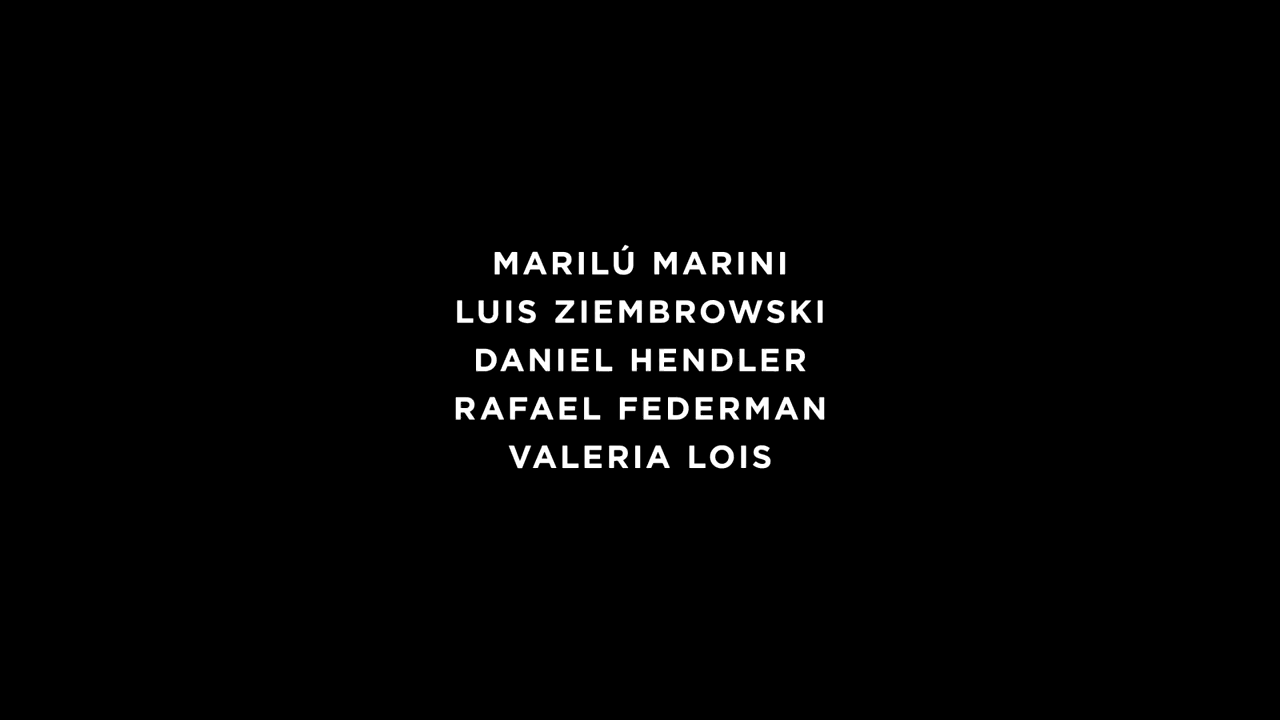 MARILÚ MARINI
LUIS ZIEMBROWSKI
DANIEL HENDLER
RAFAEL FEDERMAN
VALERIA LOIS